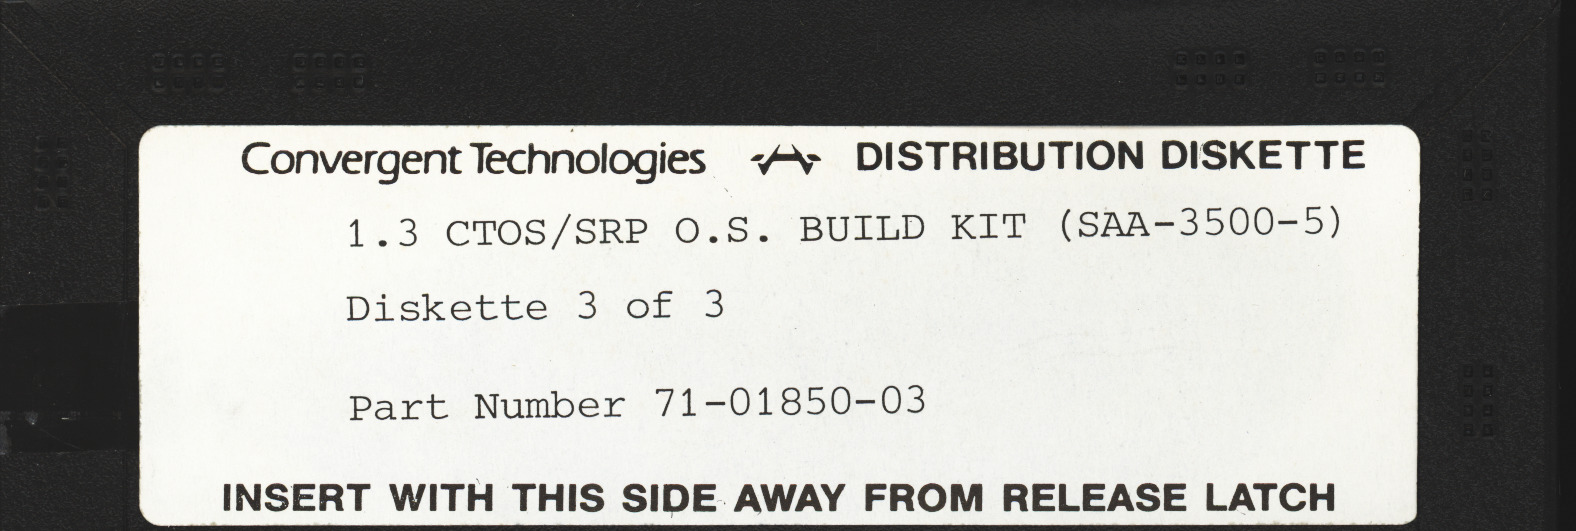 Convergent Technologies DISTRIBUTION DISKETTE
1.3 CTOS/SRP O.S. BUILD KIT (SAA-3500-5)
Diskette 3 of 3
Part Number 71-01850-03
INSERT WITH THIS SIDE AWAY FROM RELEASE LATCH